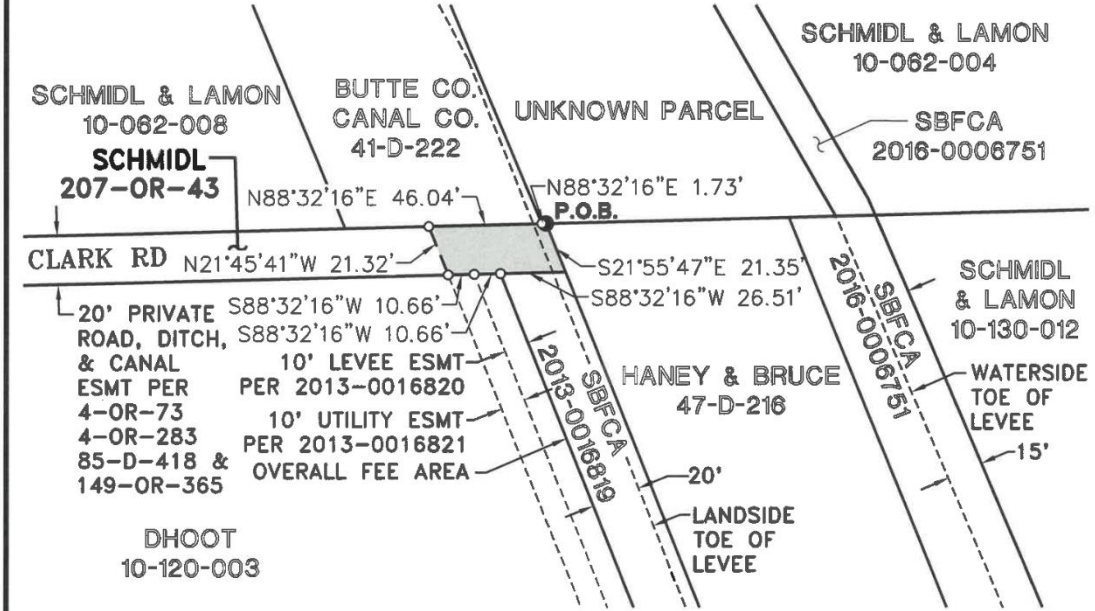 SCHMIDL & LAMON
10-062-004
SCHMIDL & LAMON
10-062-008
BUTTE CO.
CANAL CO.
41-D-222
UNKNOWN PARCEL
SBFCA
2016-0006751
SCHMIDL
207-OR-43
N88°32'16"E 46.04'
N88°32'16"E 1.73'
P.O.B.
CLARK RD
N21°45'41"W 21.32'
S21°55'47"E 21.35'
S88°32'16"W 26.51'
S88°32'16"W 10.66'
S88°32'16"W 10.66'
20' PRIVATE
ROAD, DITCH,
& CANAL
ESMT PER
4-OR-73
4-OR-283
85-D-418 &
149-OR-365
10' LEVEE ESMT
PER 2013-0016820
10' UTILITY ESMT
PER 2013-0016821
OVERALL FEE AREA
SBFCA
2013-0016819
HANEY & BRUCE
47-D-216
SBFCA
2016-0006751
SCHMIDL
& LAMON
10-130-012
WATERSIDE
TOE OF
LEVEE
15'
20'
LANDSIDE
TOE OF
LEVEE
DHOOT
10-120-003